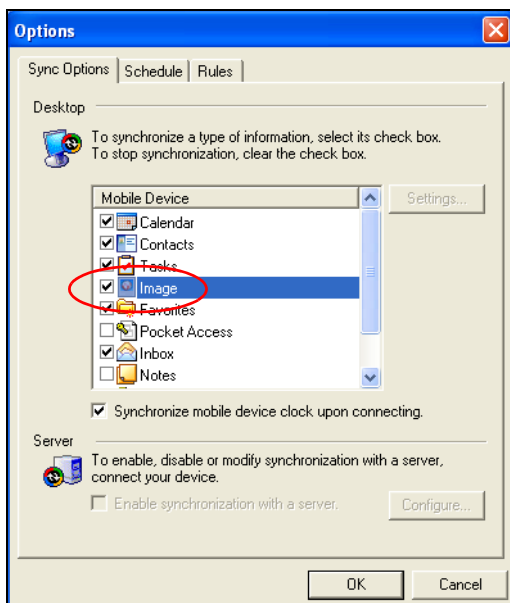 Options
Sync Options Schedule Rules
Desktop
To synchronize a type of information, select its check box.
To stop synchronization, clear the check box.
Mobile Device
Settings...
Calendar
Contacts
Tasks
Image
Favorites
Pocket Access
Inbox
Notes
Synchronize mobile device clock upon connecting.
Server
To enable, disable or modify synchronization with a server,
connect your device.
Enable synchronization with a server.
Configure...
OK Cancel